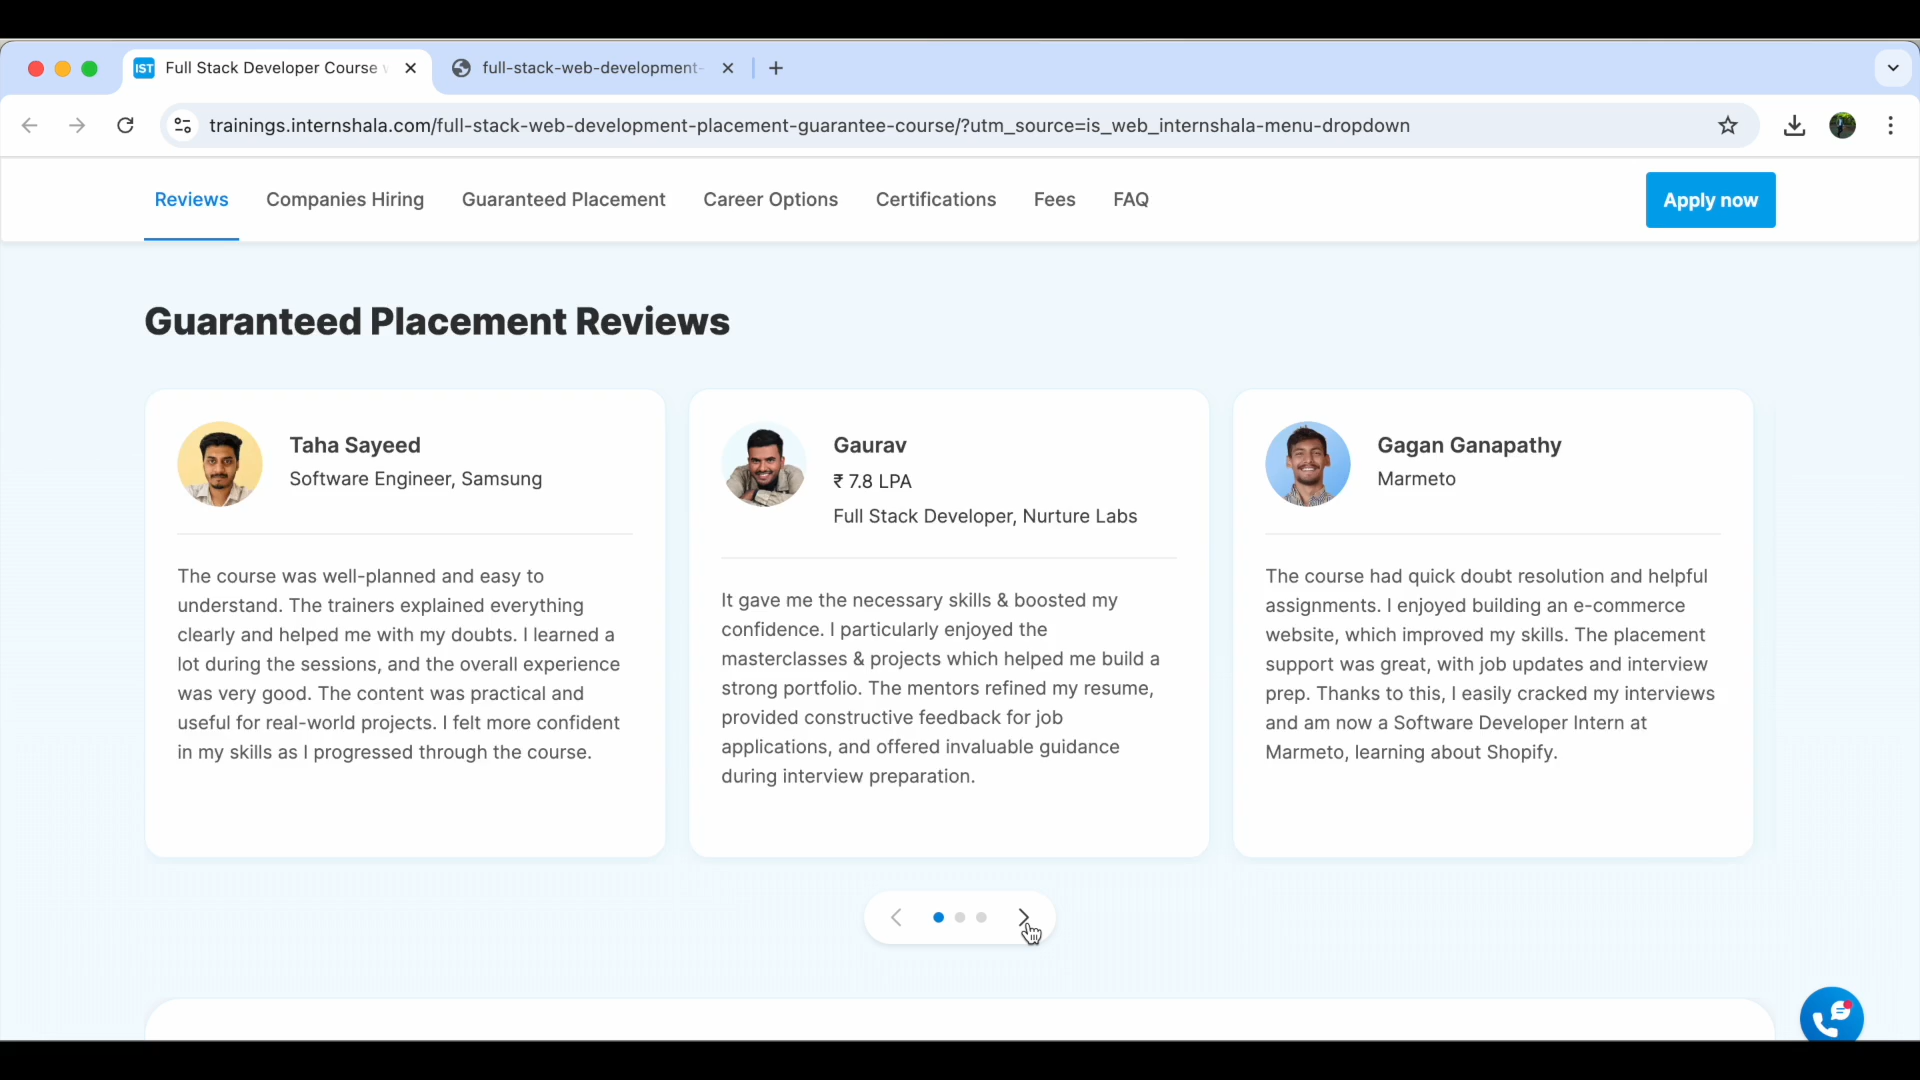 IST Full Stack Developer Course
full-stack-web-development-
trainings.internshala.com/full-stack-web-development-placement-guarantee-course/?utm_source=is_web_internshala-menu-dropdown
Reviews
Companies Hiring
Guaranteed Placement
Career Options
Certifications
Fees
FAQ
Apply now
Guaranteed Placement Reviews
Taha Sayeed
Software Engineer, Samsung
The course was well-planned and easy to
understand. The trainers explained everything
clearly and helped me with my doubts. I learned a
lot during the sessions, and the overall experience
was very good. The content was practical and
useful for real-world projects. I felt more confident
in my skills as I progressed through the course.
Gaurav
₹ 7.8 LPA
Full Stack Developer, Nurture Labs
It gave me the necessary skills & boosted my
confidence. I particularly enjoyed the
masterclasses & projects which helped me build a
strong portfolio. The mentors refined my resume,
provided constructive feedback for job
applications, and offered invaluable guidance
during interview preparation.
Gagan Ganapathy
Marmeto
The course had quick doubt resolution and helpful
assignments. I enjoyed building an e-commerce
website, which improved my skills. The placement
support was great, with job updates and interview
prep. Thanks to this, I easily cracked my interviews
and am now a Software Developer Intern at
Marmeto, learning about Shopify.